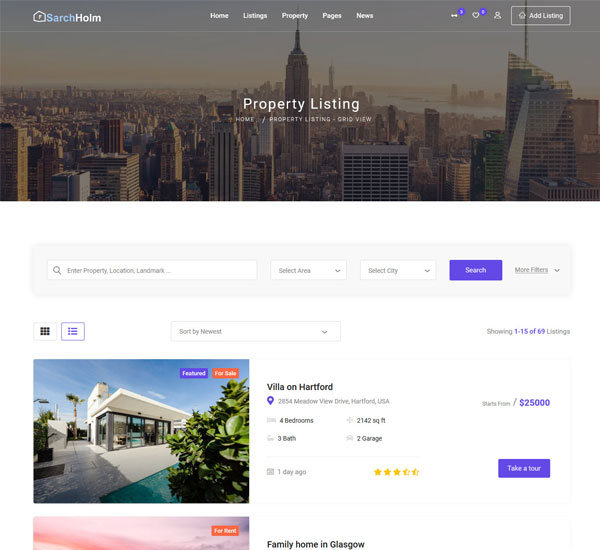 SarchHolm
Home Listings Property Pages News
Add Listing
Property Listing
HOME / PROPERTY LISTING - GRID VIEW
Enter Property, Location, Landmark ...
Select Area
Select City
Search
More Filters
Sort by Newest
Showing 1-15 of 69 Listings
Featured For Sale
Villa on Hartford
2854 Meadow View Drive, Hartford, USA
Starts From / $25000
4 Bedrooms 2142 sq ft
3 Bath 2 Garage
1 day ago
Take a tour
For Rent
Family home in Glasgow